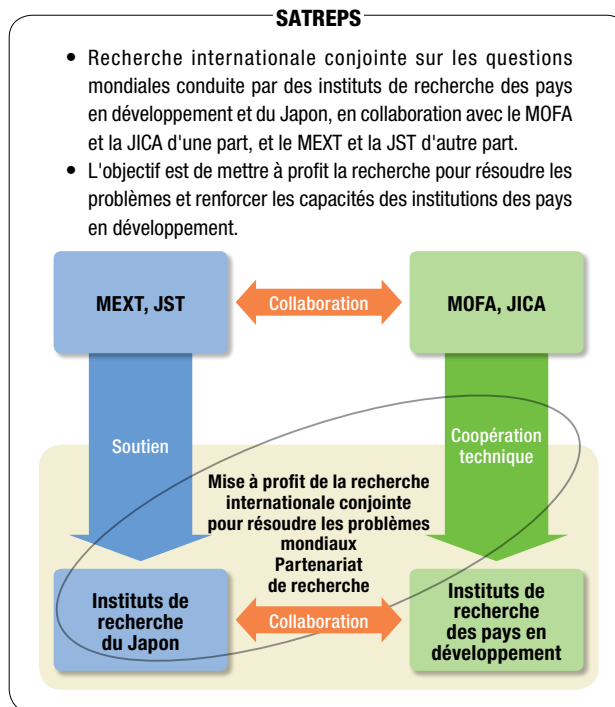 SATREPS
• Recherche internationale conjointe sur les questions
mondiales conduite par des instituts de recherche des pays
en développement et du Japon, en collaboration avec le MOFA
et la JICA d'une part, et le MEXT et la JST d'autre part.
• L'objectif est de mettre à profit la recherche pour résoudre les
problèmes et renforcer les capacités des institutions des pays
en développement.
MEXT, JST
Collaboration
MOFA, JICA
Soutien
Coopération
technique
Mise à profit de la recherche
internationale conjointe
pour résoudre les problèmes
mondiaux
Partenariat
de recherche
Instituts de
recherche
du Japon
Collaboration
Instituts de
recherche
des pays en
développement